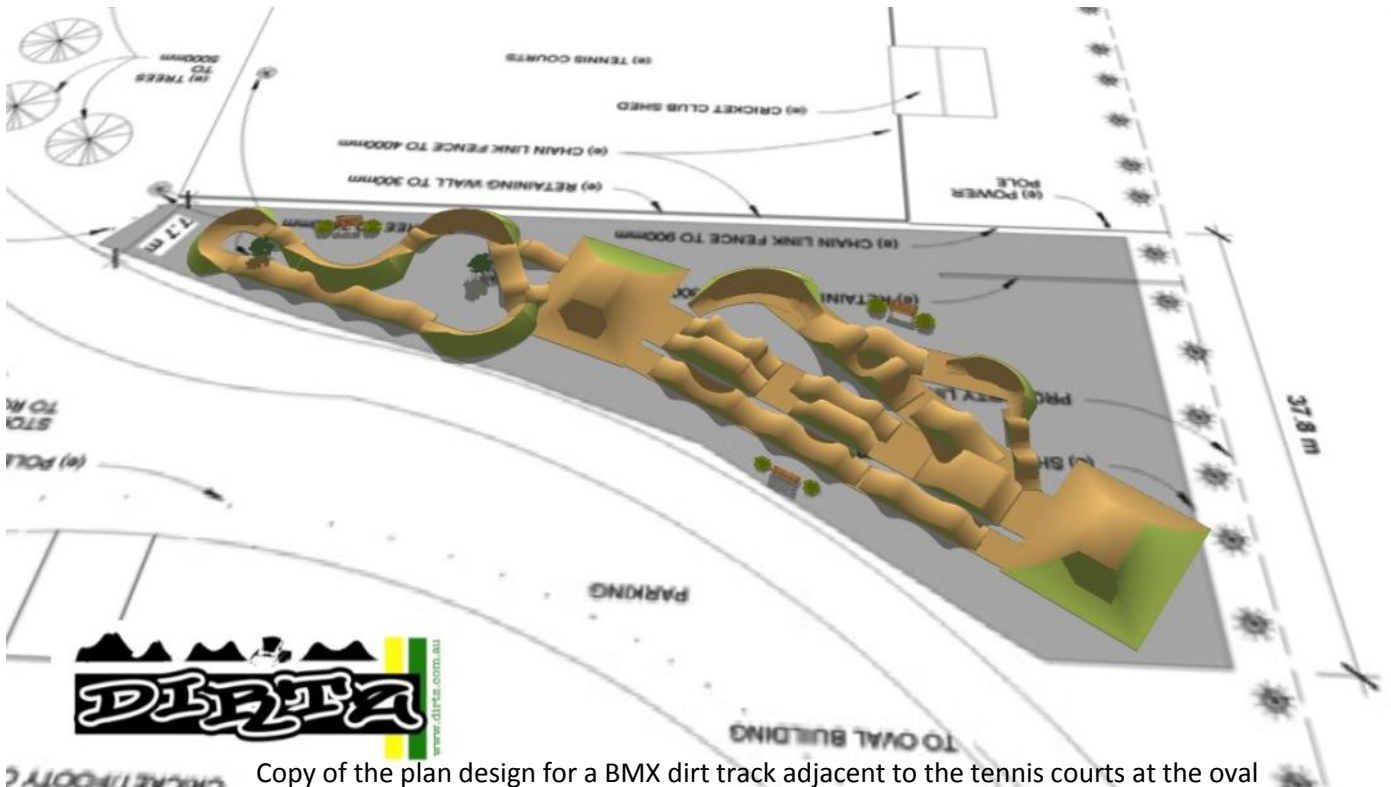 (e) TENNIS COURTS
5000mm
TO
(e) TREES
(e) CRICKET CLUB SHED
(e) CHAIN LINK FENCE TO 4000mm
(e) RETAINING WALL TO 300mm
(e) POWER
POLE
7.7 m
(e) CHAIN LINK FENCE TO 900mm
37.8 m
(e) POLE
PARKING
TO OVAL BUILDING
DIRTZ
www.dirtz.com.au
Copy of the plan design for a BMX dirt track adjacent to the tennis courts at the oval